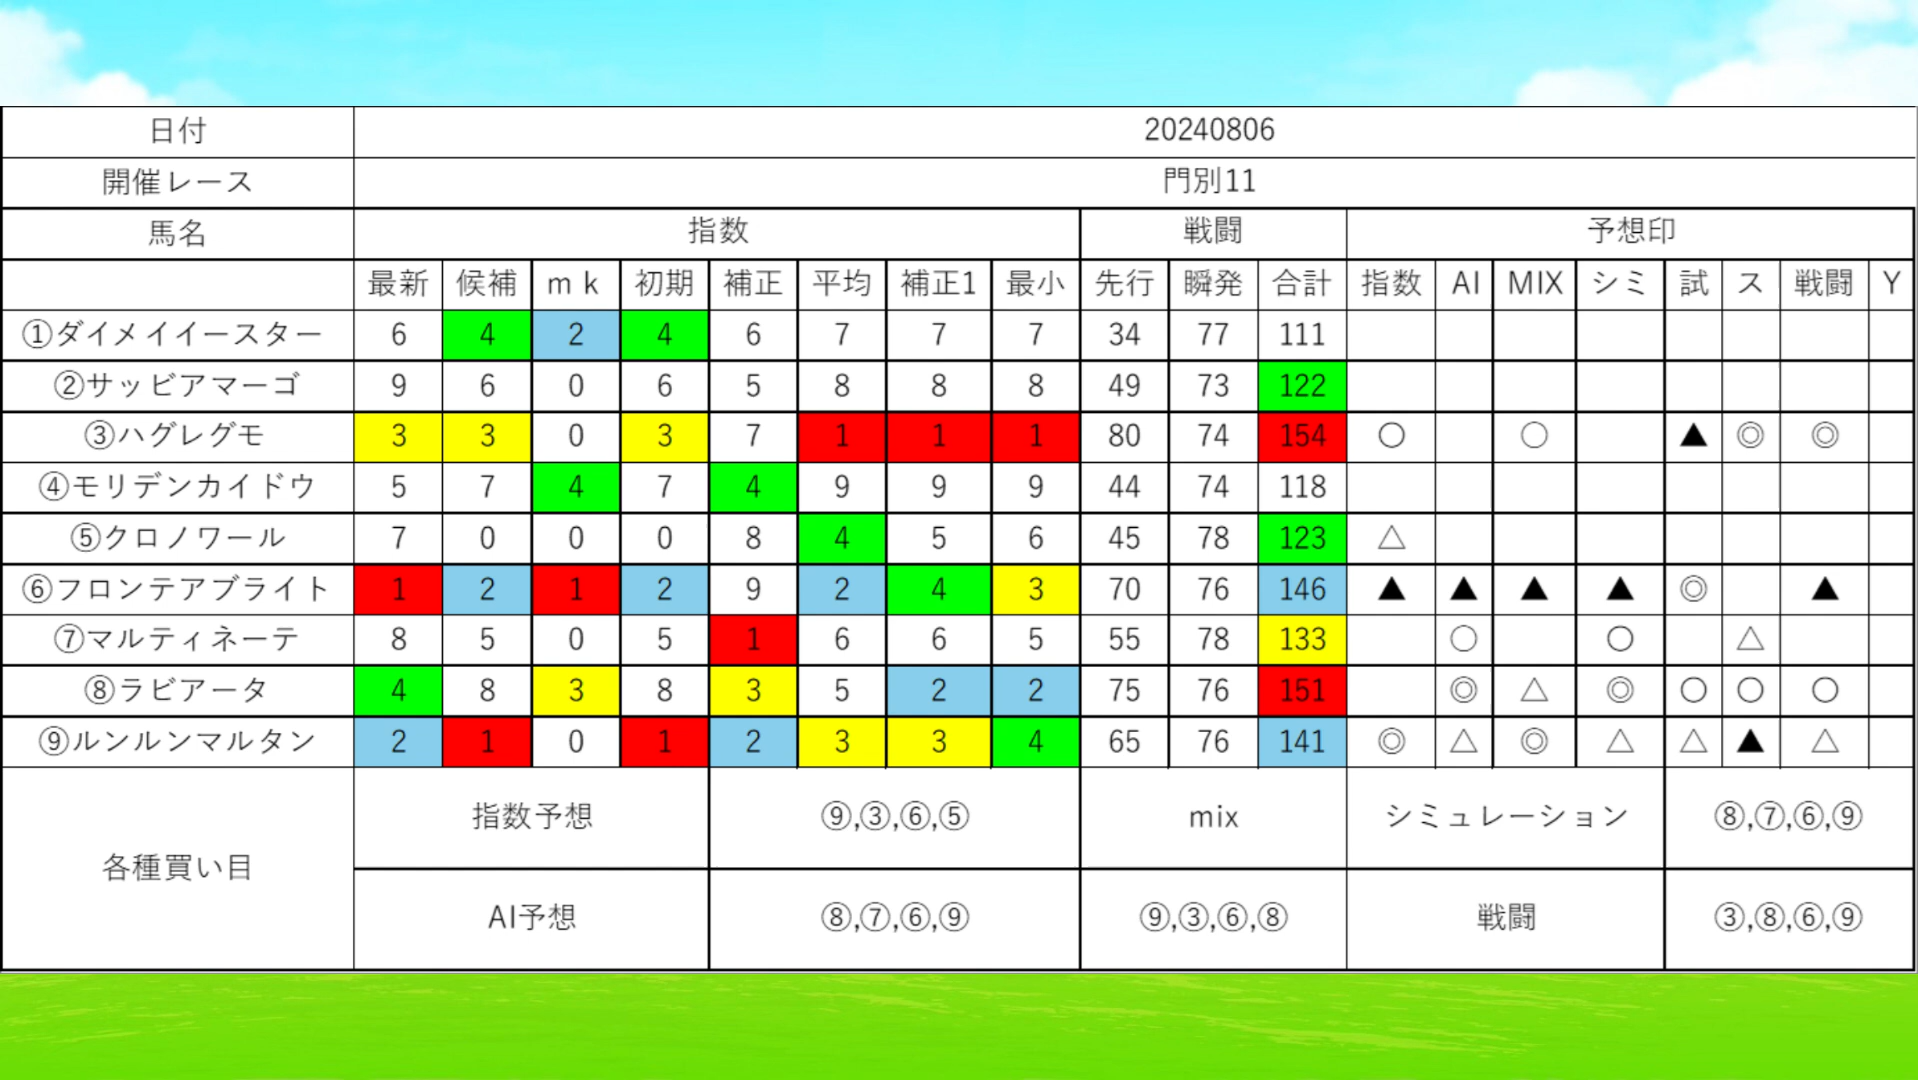 日付 20240806
開催レース 門別11
馬名 指数 戦闘 予想印
最新 候補 ｍｋ 初期 補正 平均 補正1 最小 先行 瞬発 合計 指数 AI MIX シミ 試 ス 戦闘 Y
①ダイメイイースター 6 4 2 4 6 7 7 7 34 77 111
②サッビアマーゴ 9 6 0 6 5 8 8 8 49 73 122
③ハグレグモ 3 3 0 3 7 1 1 1 80 74 154 ○ ○ ▲ ◎ ◎
④モリデンカイドウ 5 7 4 7 4 9 9 9 44 74 118
⑤クロノワール 7 0 0 0 8 4 5 6 45 78 123 △
⑥フロンテアブライト 1 2 1 2 9 2 4 3 70 76 146 ▲ ▲ ▲ ▲ ◎ ▲
⑦マルティネーテ 8 5 0 5 1 6 6 5 55 78 133 ○ ○ △
⑧ラビアータ 4 8 3 8 3 5 2 2 75 76 151 ◎ △ ◎ ○ ○ ○
⑨ルンルンマルタン 2 1 0 1 2 3 3 4 65 76 141 ◎ △ ◎ △ △ ▲ △
各種買い目
指数予想 ⑨,③,⑥,⑤ mix シミュレーション ⑧,⑦,⑥,⑨
AI予想 ⑧,⑦,⑥,⑨ ⑨,③,⑥,⑧ 戦闘 ③,⑧,⑥,⑨